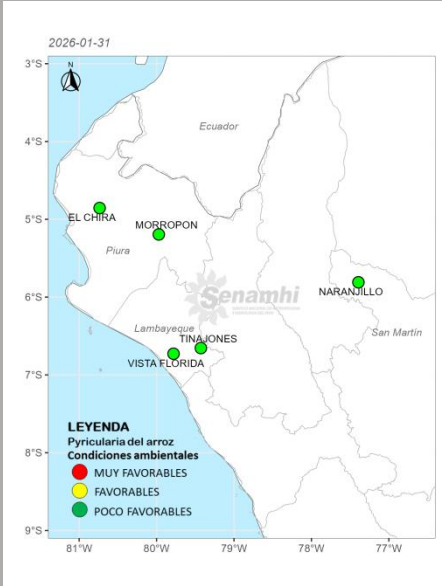 2026-01-31
N
3°S
Ecuador
4°S
EL CHIRA
5°S
MORROPON
Piura
NARANJILLO
6°S
Senamhi
Lambayeque
TINAJONES
San Martín
VISTA FLORIDA
7°S
LEYENDA
Pyricularia del arroz
Condiciones ambientales
MUY FAVORABLES
8°S
FAVORABLES
POCO FAVORABLES
9°S
81°W 80°W 79°W 78°W 77°W